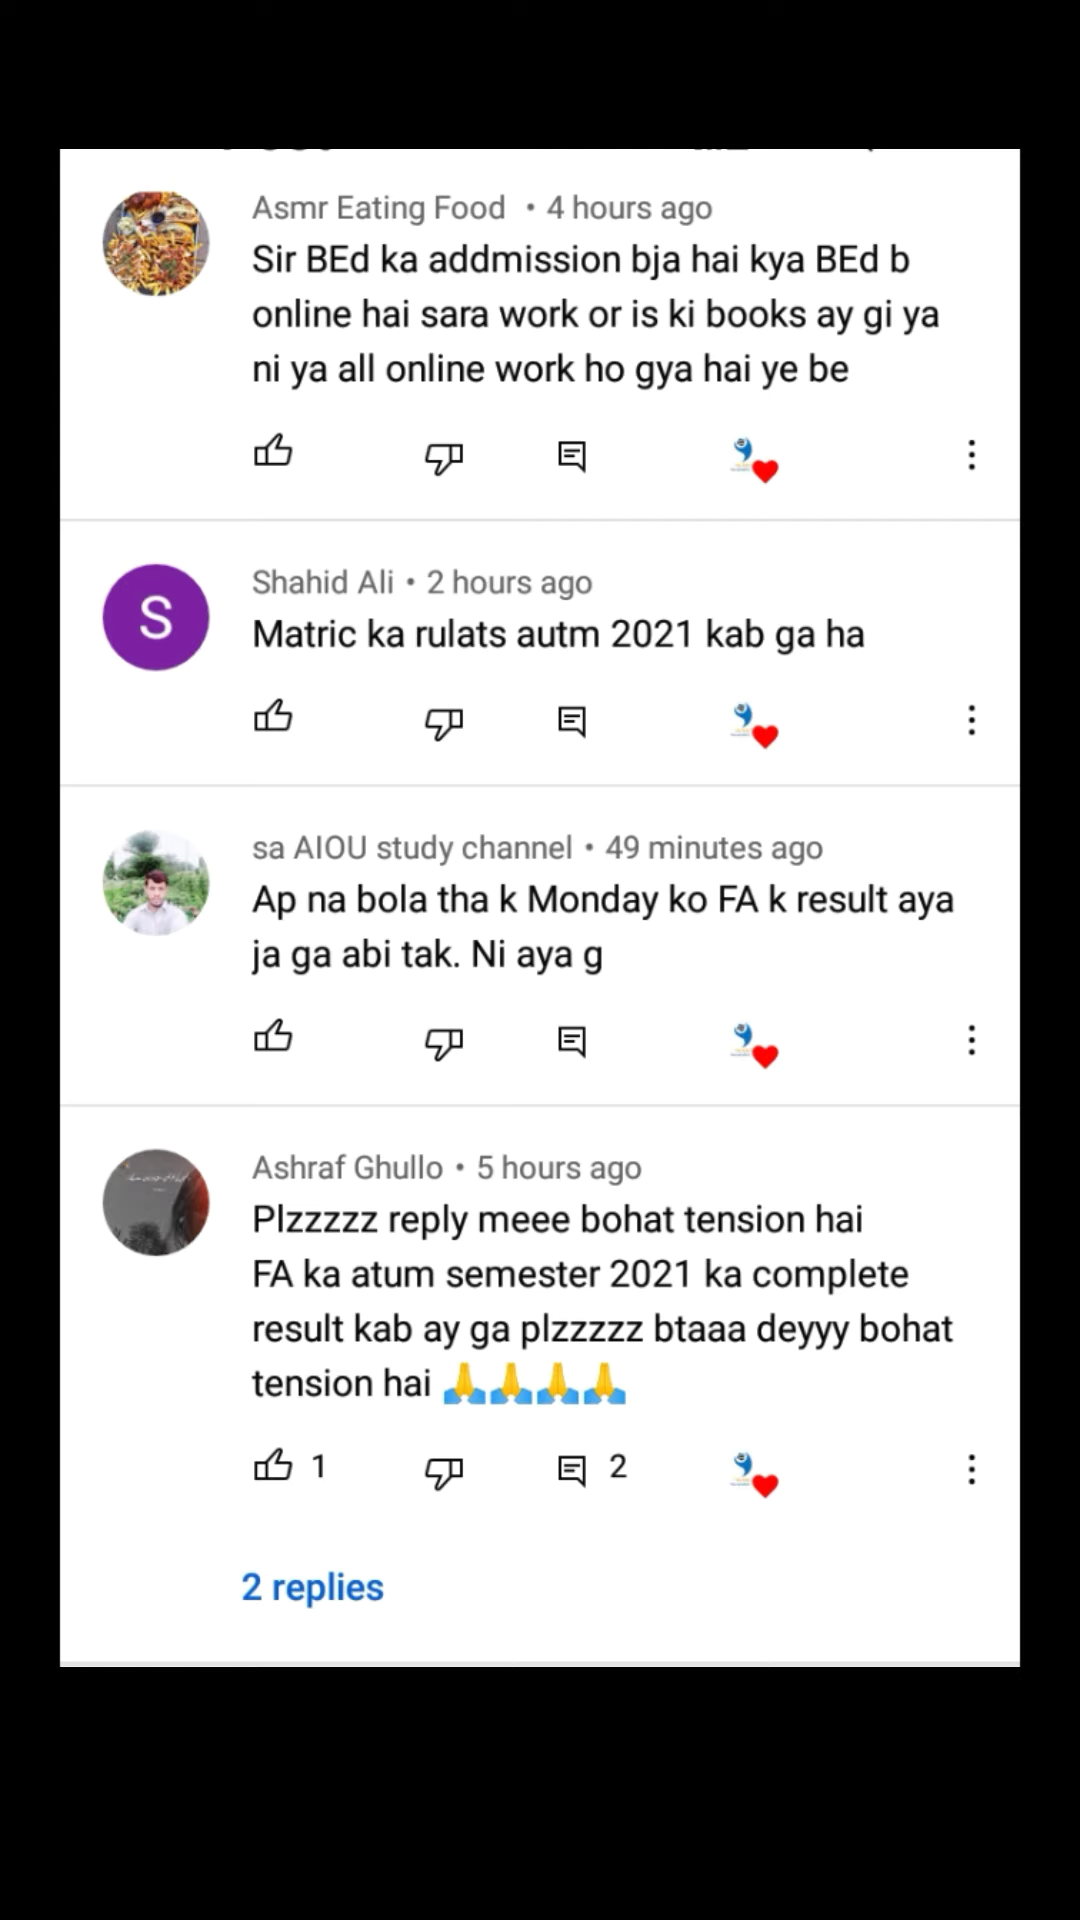 Asmr Eating Food • 4 hours ago
Sir BEd ka addmission bja hai kya BEd b
online hai sara work or is ki books ay gi ya
ni ya all online work ho gya hai ye be
S
Shahid Ali • 2 hours ago
Matric ka rulats autm 2021 kab ga ha
sa AIOU study channel • 49 minutes ago
Ap na bola tha k Monday ko FA k result aya
ja ga abi tak. Ni aya g
Ashraf Ghullo • 5 hours ago
Plzzzzz reply meee bohat tension hai
FA ka atum semester 2021 ka complete
result kab ay ga plzzzzz btaaa deyyy bohat
tension hai 🙏🙏🙏🙏
1
2
2 replies